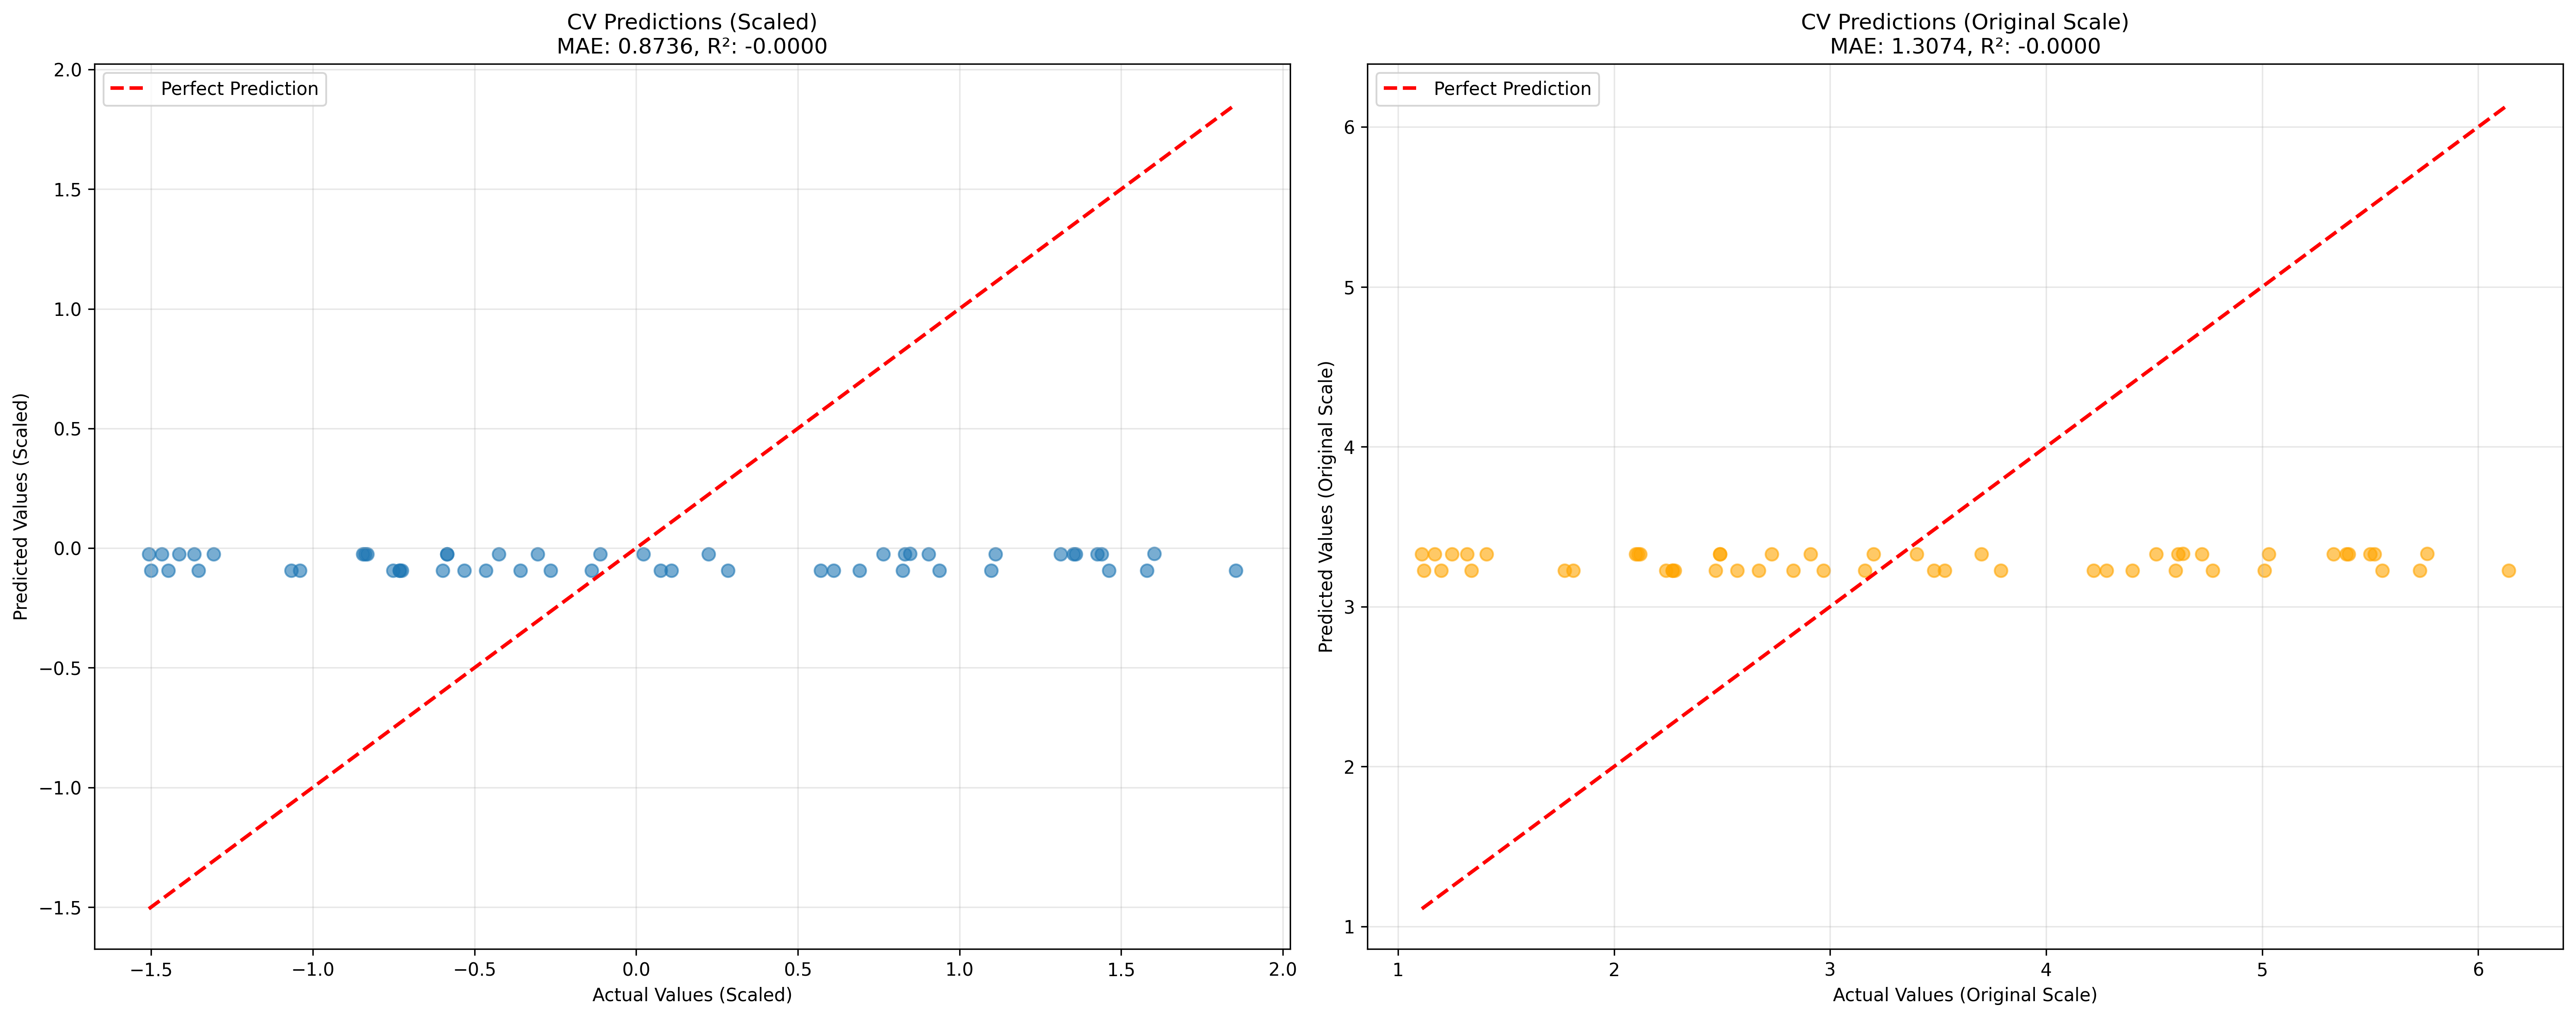 CV Predictions (Scaled)
MAE: 0.8736, R²: -0.0000
Perfect Prediction
2.0
1.5
1.0
0.5
0.0
−0.5
−1.0
−1.5
Predicted Values (Scaled)
−1.5
−1.0
−0.5
0.0
0.5
1.0
1.5
2.0
Actual Values (Scaled)
CV Predictions (Original Scale)
MAE: 1.3074, R²: -0.0000
Perfect Prediction
6
5
4
3
2
1
Predicted Values (Original Scale)
1
2
3
4
5
6
Actual Values (Original Scale)